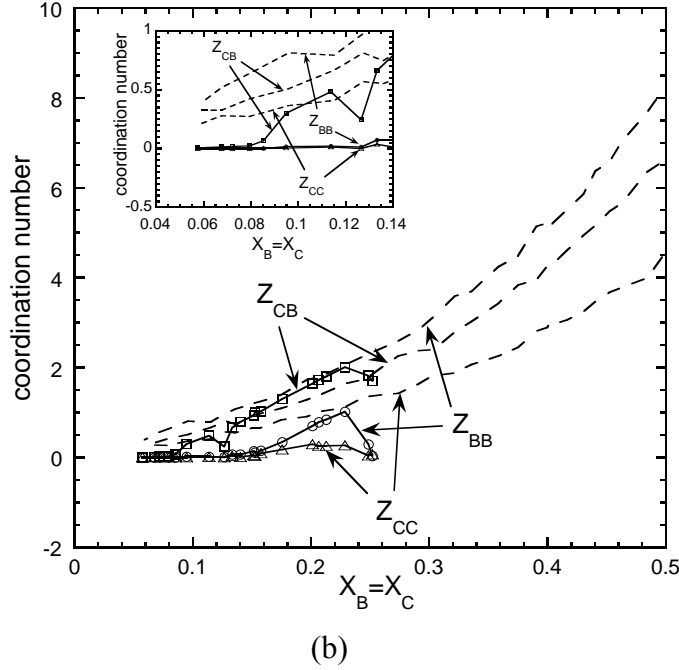 10
8
6
4
2
0
-2
coordination number
1
0.5
0
-0.5
coordination number
Z_CB
Z_BB
Z_CC
0.04 0.06 0.08 0.1 0.12 0.14
X_B=X_C
Z_CB
Z_BB
Z_CC
0 0.1 0.2 0.3 0.4 0.5
X_B=X_C
(b)